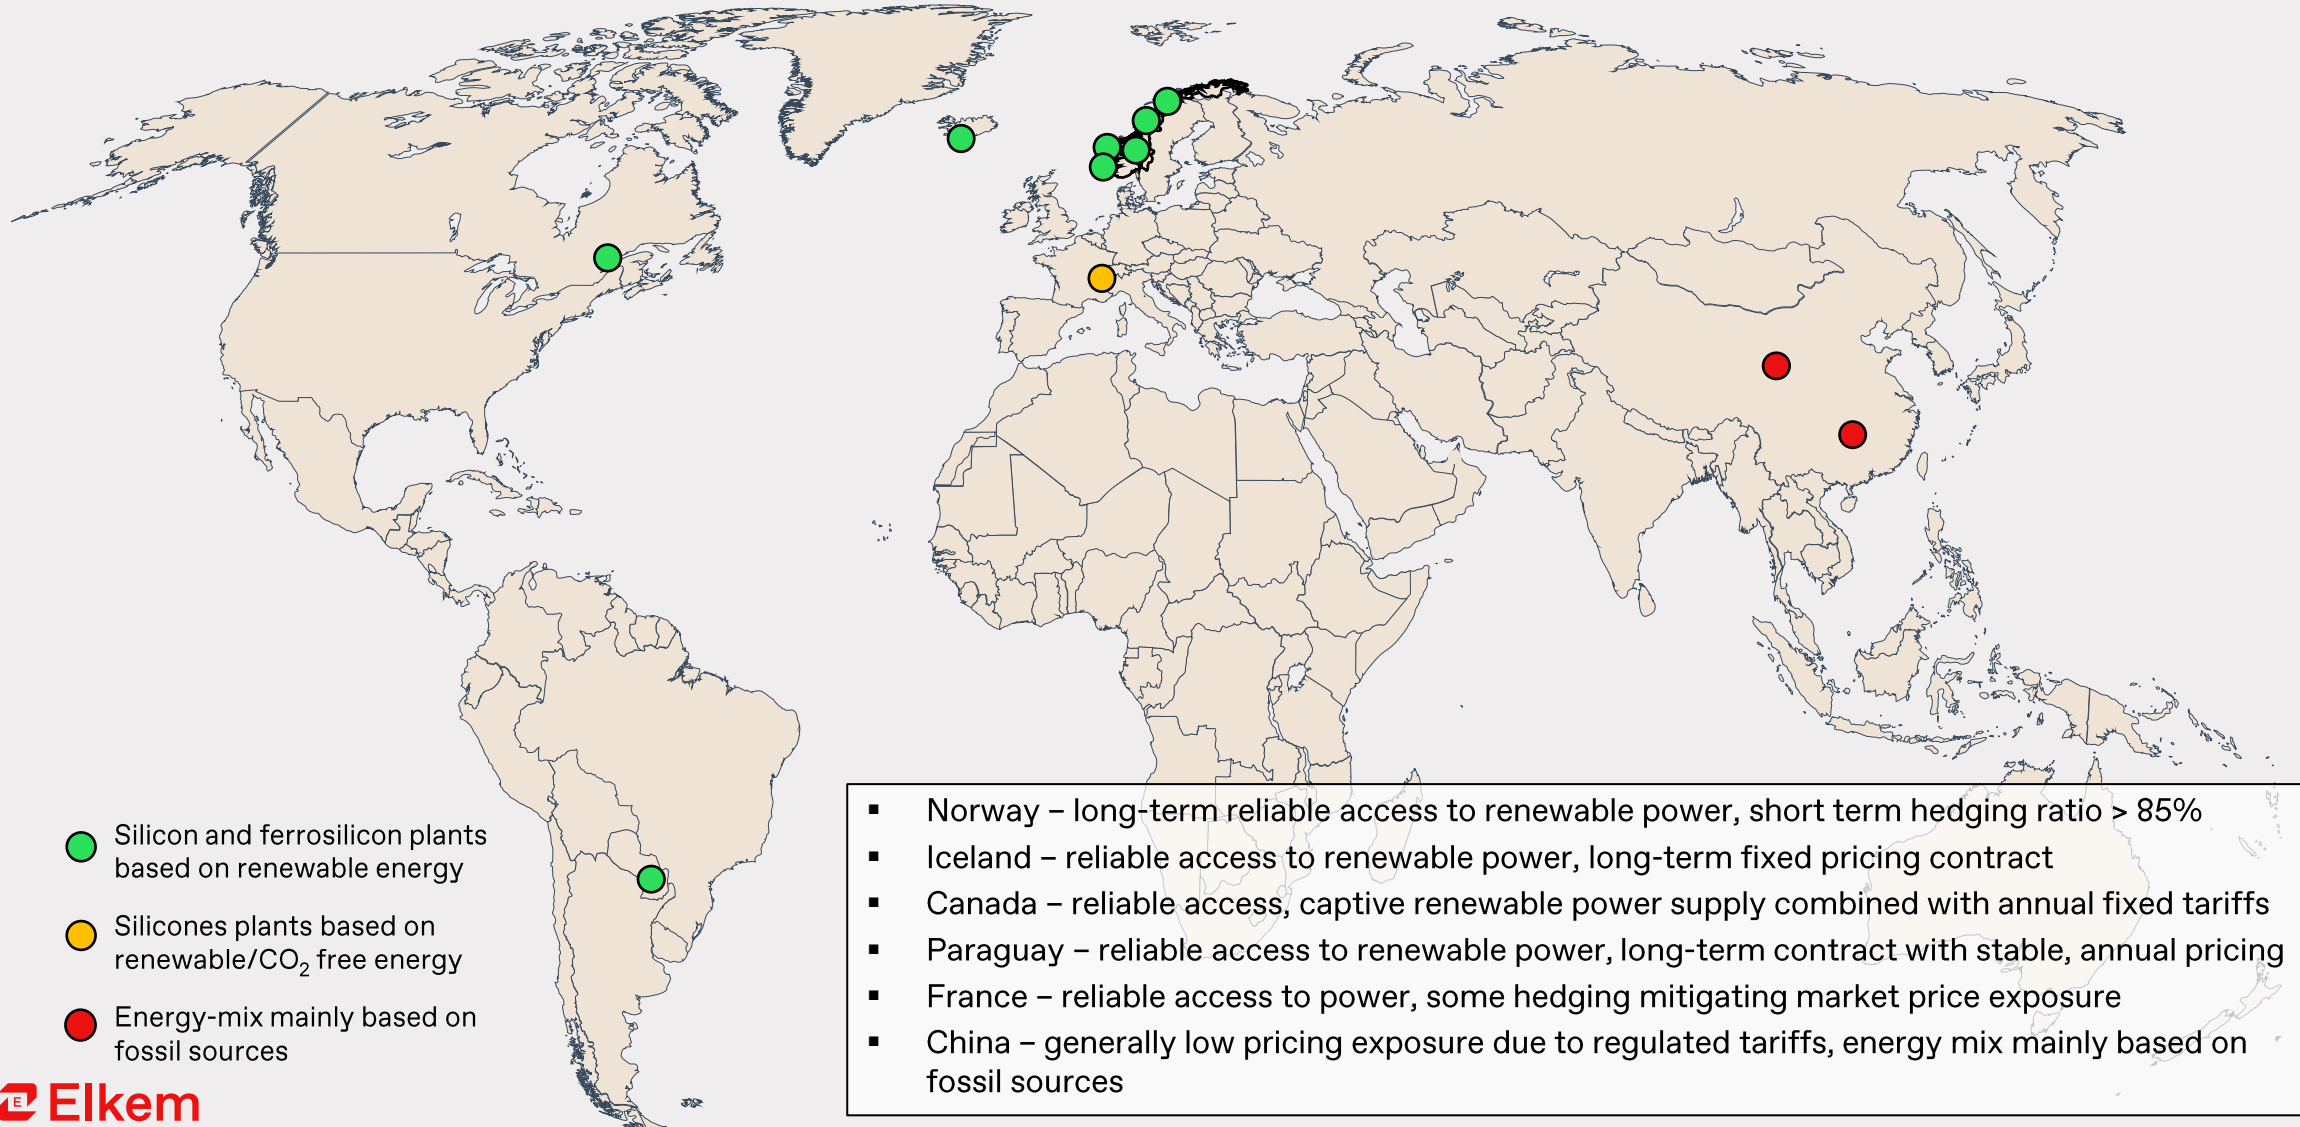 Silicon and ferrosilicon plants
based on renewable energy
Silicones plants based on
renewable/CO₂ free energy
Energy-mix mainly based on
fossil sources
E Elkem
▪ Norway – long-term reliable access to renewable power, short term hedging ratio > 85%
▪ Iceland – reliable access to renewable power, long-term fixed pricing contract
▪ Canada – reliable access, captive renewable power supply combined with annual fixed tariffs
▪ Paraguay – reliable access to renewable power, long-term contract with stable, annual pricing
▪ France – reliable access to power, some hedging mitigating market price exposure
▪ China – generally low pricing exposure due to regulated tariffs, energy mix mainly based on
fossil sources